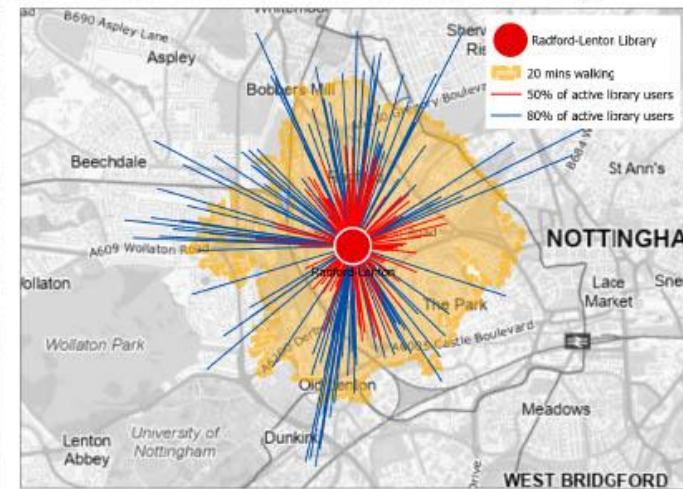 B690 Aspley Lane
Aspley
Radford-Lenton Library
20 mins walking
50% of active library users
80% of active library users
Bobbers Mill
Beechdale
St Ann's
A609 Wollaton Road
NOTTINGHA
Radford-Lenton
ollaton
Lace
Market
Sne
The Park
Wollaton Park
Castle Boulevard
Old Lenton
Meadows
University of
Nottingham
Dunkirk
Lenton
Abbey
WEST BRIDGFORD